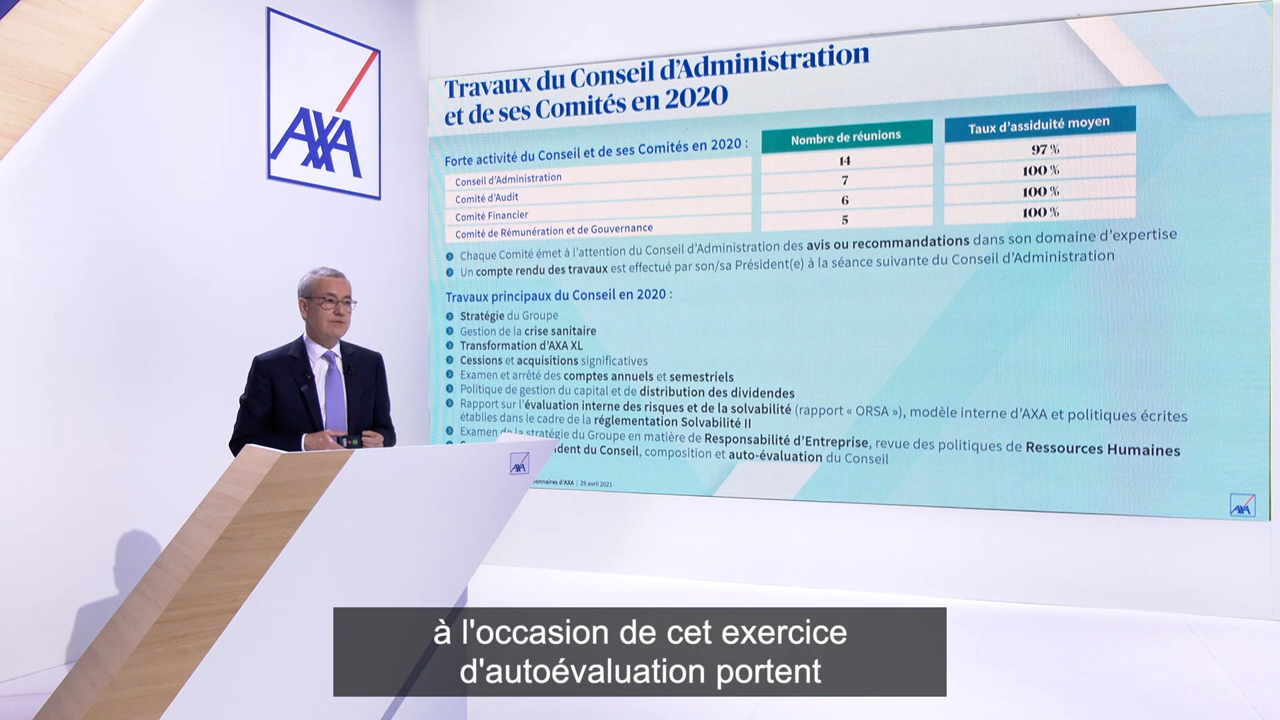 AXA
Travaux du Conseil d'Administration
et de ses Comités en 2020
Forte activité du Conseil et de ses Comités en 2020 :
Nombre de réunions
Taux d'assiduité moyen
Conseil d'Administration
14
97 %
Comité d'Audit
7
100 %
Comité Financier
6
100 %
Comité de Rémunération et de Gouvernance
5
100 %
Chaque Comité émet à l'attention du Conseil d'Administration des avis ou recommandations dans son domaine d'expertise
Un compte rendu des travaux est effectué par son/sa Président(e) à la séance suivante du Conseil d'Administration
Travaux principaux du Conseil en 2020 :
Stratégie du Groupe
Gestion de la crise sanitaire
Transformation d'AXA XL
Cessions et acquisitions significatives
Examen et arrêté des comptes annuels et semestriels
Politique de gestion du capital et de distribution des dividendes
Rapport sur l'évaluation interne des risques et de la solvabilité (rapport « ORSA »), modèle interne d'AXA et politiques écrites
établies dans le cadre de la réglementation Solvabilité II
Examen de la stratégie du Groupe en matière de Responsabilité d'Entreprise, revue des politiques de Ressources Humaines
du Conseil, composition et auto-évaluation du Conseil
d'AXA | 29 avril 2021
AXA
AXA
à l'occasion de cet exercice
d'autoévaluation portent